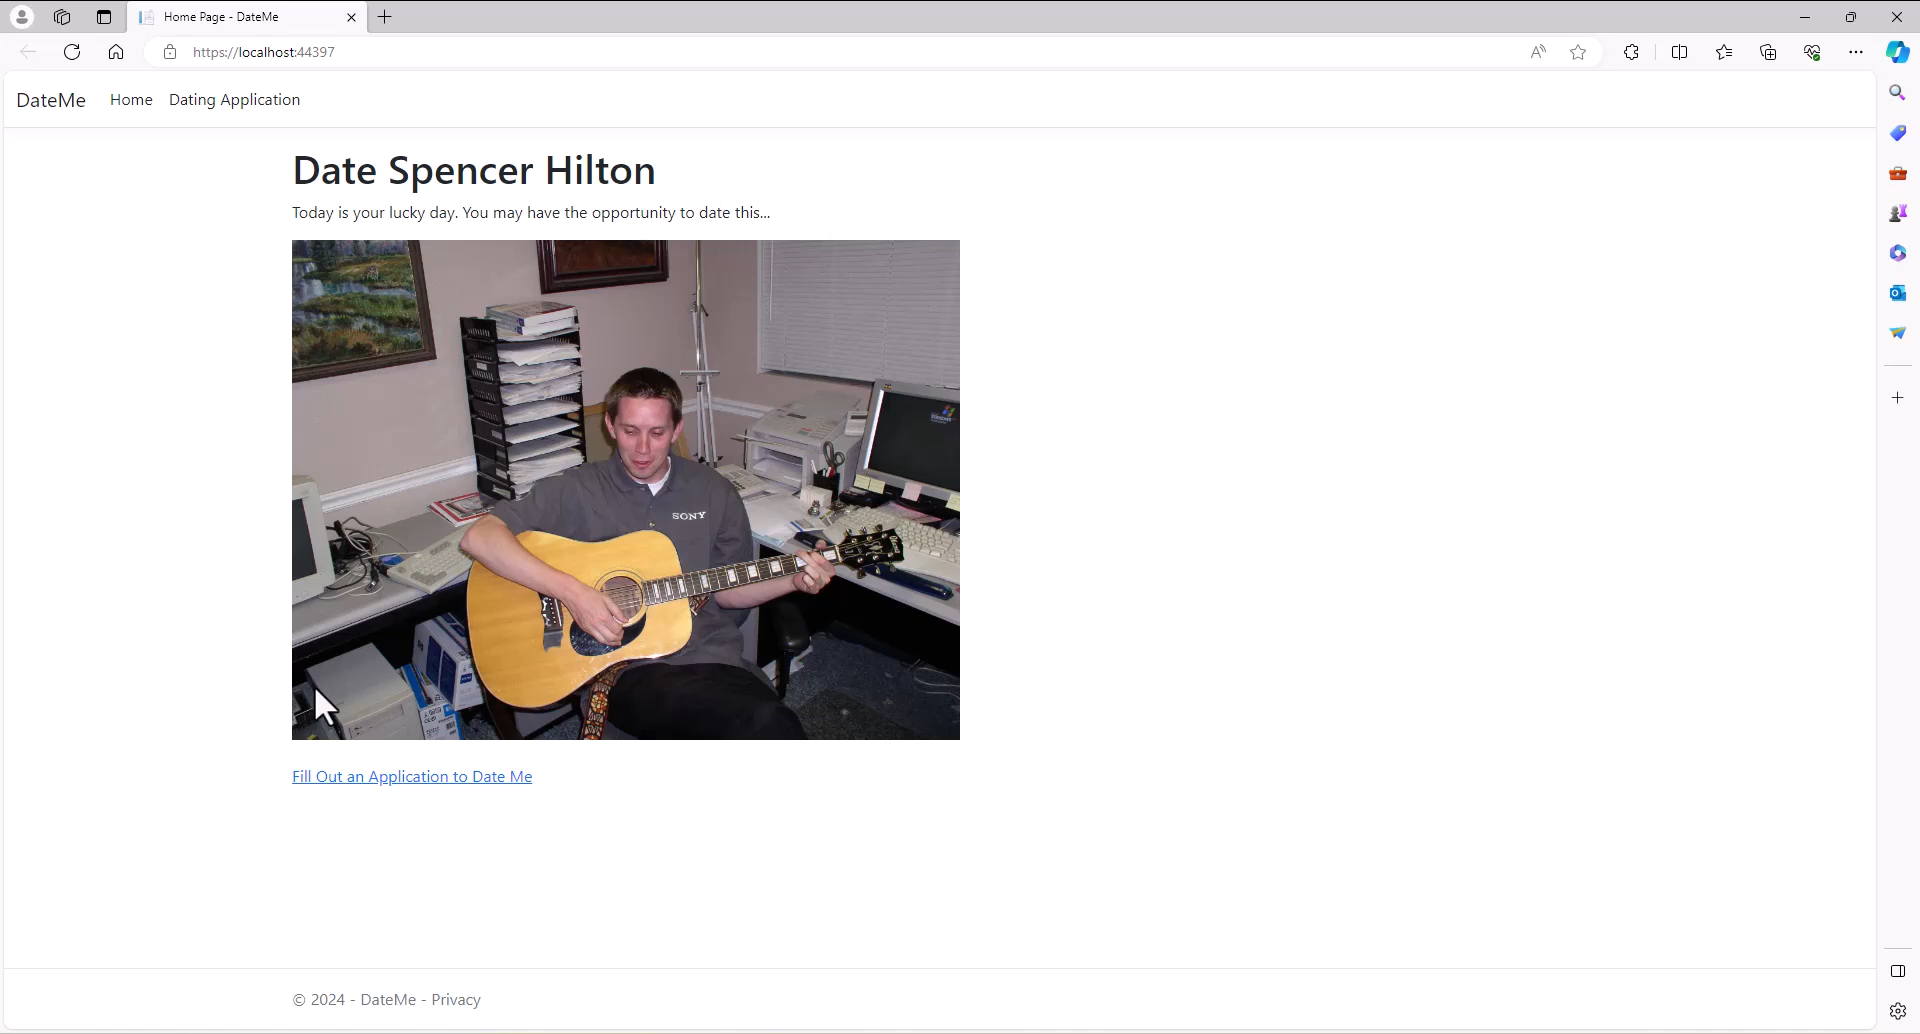 Home Page - DateMe
https://localhost:44397
DateMe Home Dating Application
Date Spencer Hilton
Today is your lucky day. You may have the opportunity to date this...
SONY
Fill Out an Application to Date Me
© 2024 - DateMe - Privacy